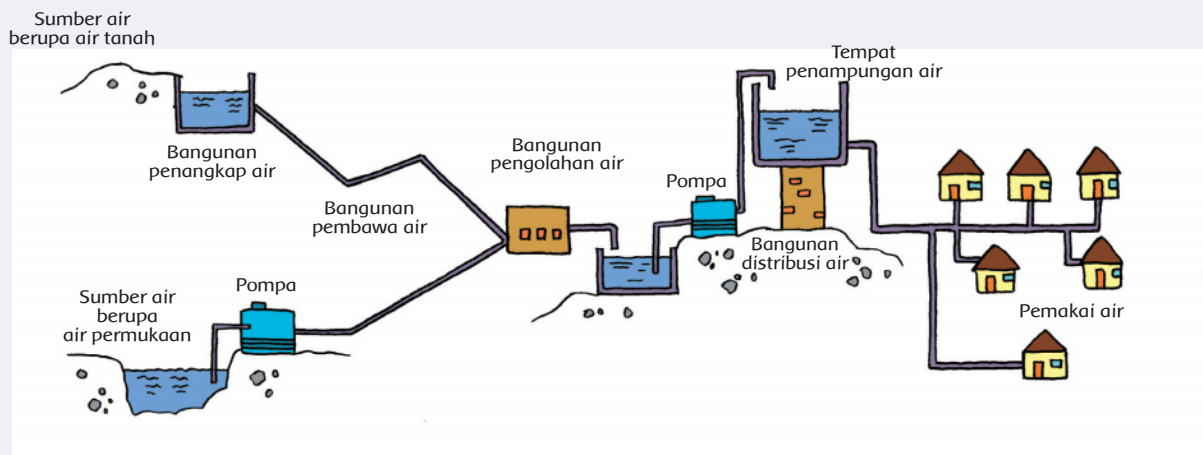 Sumber air
berupa air tanah
Bangunan
penangkap air
Bangunan
pembawa air
Sumber air
berupa
air permukaan
Pompa
Bangunan
pengolahan air
Pompa
Tempat
penampungan air
Bangunan
distribusi air
Pemakai air